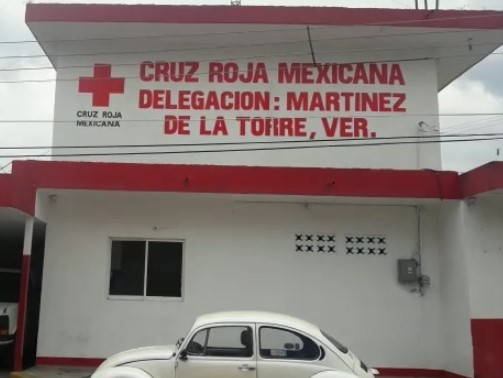 CRUZ ROJA MEXICANA
DELEGACION: MARTINEZ
DE LA TORRE, VER.
CRUZ ROJA
MEXICANA